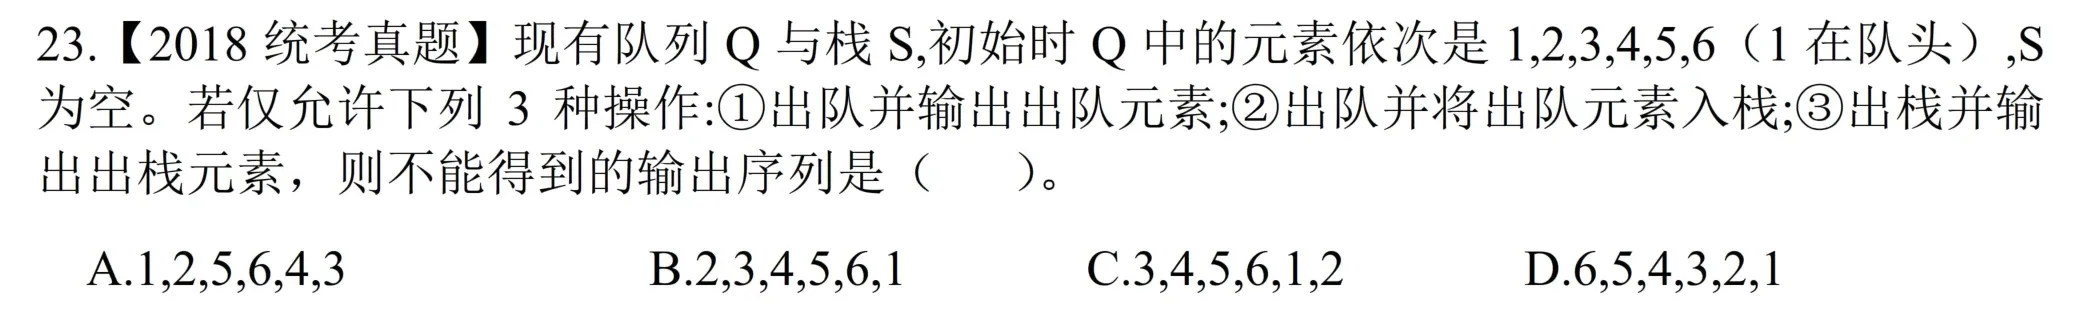 23.【2018 统考真题】现有队列 Q 与栈 S,初始时 Q 中的元素依次是 1,2,3,4,5,6（1 在队头）,S
为空。若仅允许下列 3 种操作:①出队并输出出队元素;②出队并将出队元素入栈;③出栈并输
出出栈元素，则不能得到的输出序列是（　　）。
A.1,2,5,6,4,3 B.2,3,4,5,6,1 C.3,4,5,6,1,2 D.6,5,4,3,2,1